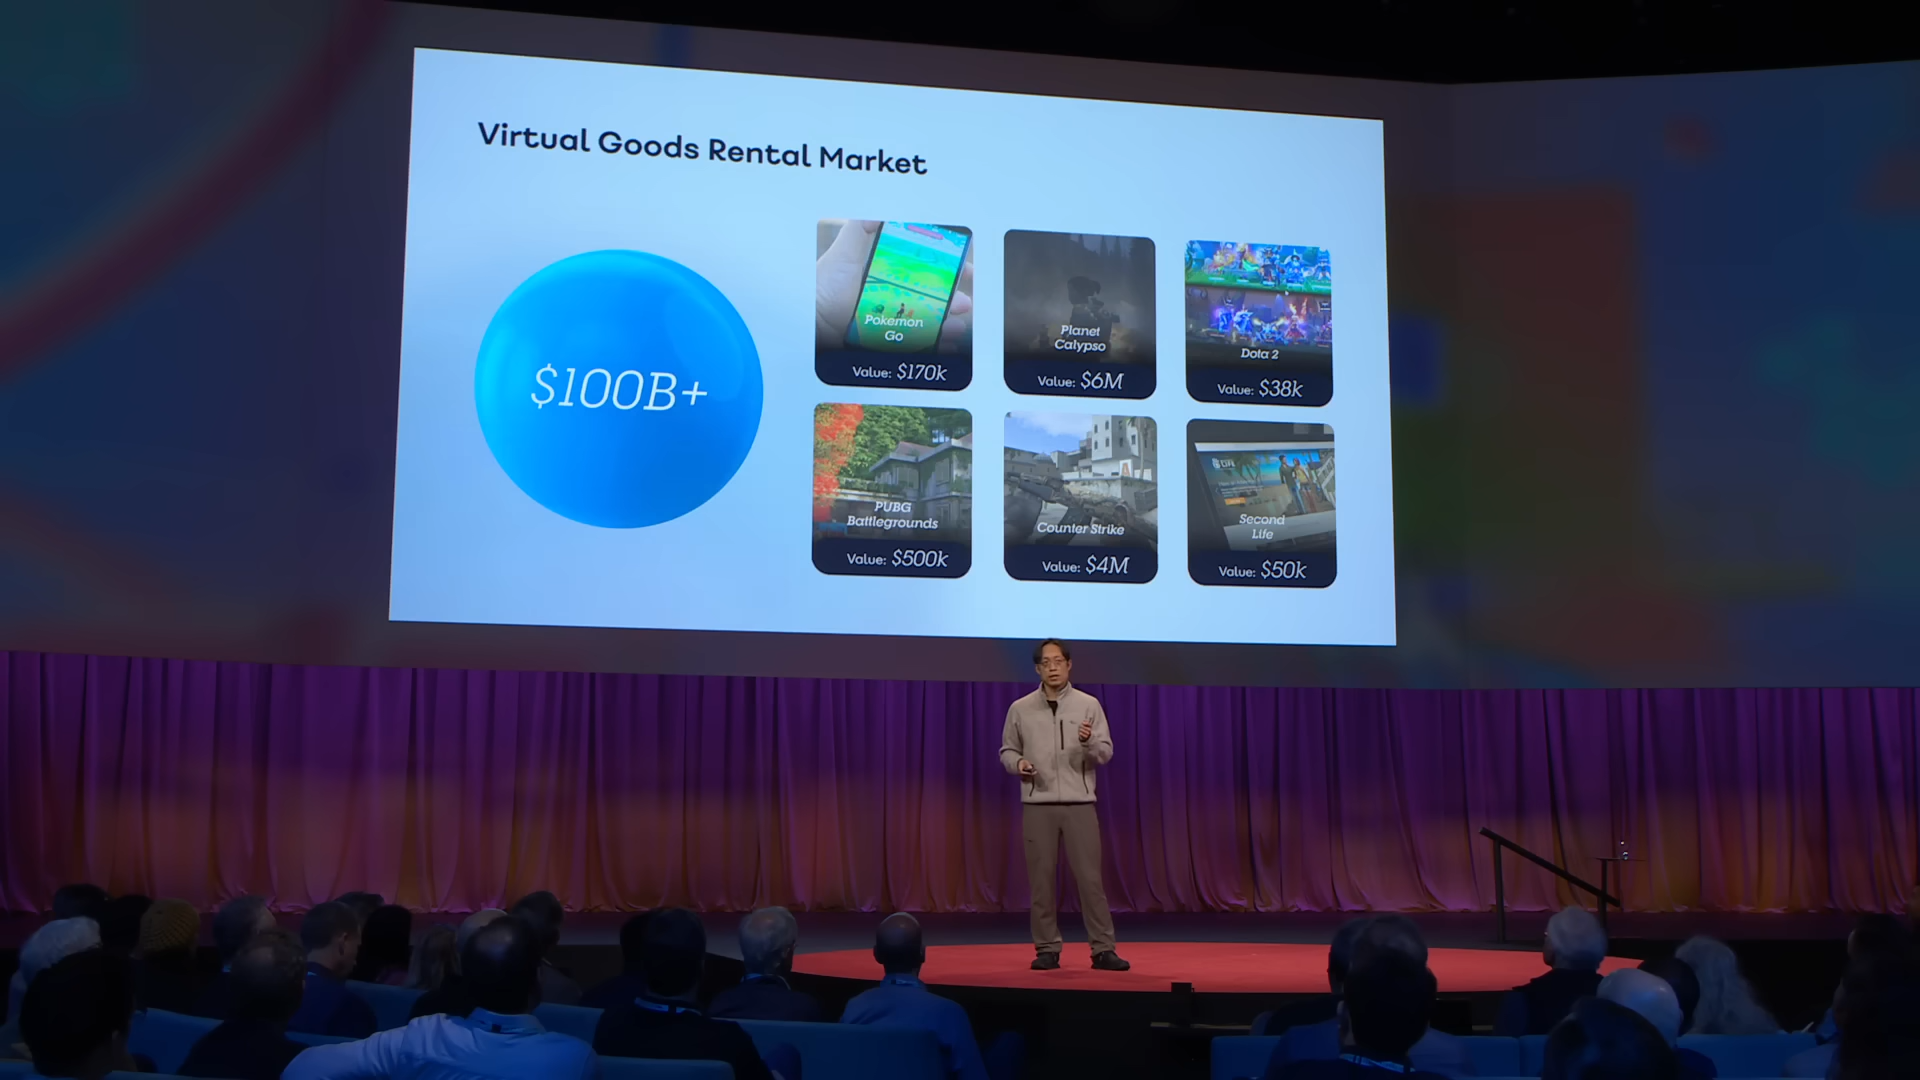 Virtual Goods Rental Market
$100B+
Pokemon
Go
Value: $170k
Planet
Calypso
Value: $6M
Dota 2
Value: $38k
PUBG
Battlegrounds
Value: $500k
Counter Strike
Value: $4M
Second
Life
Value: $50k